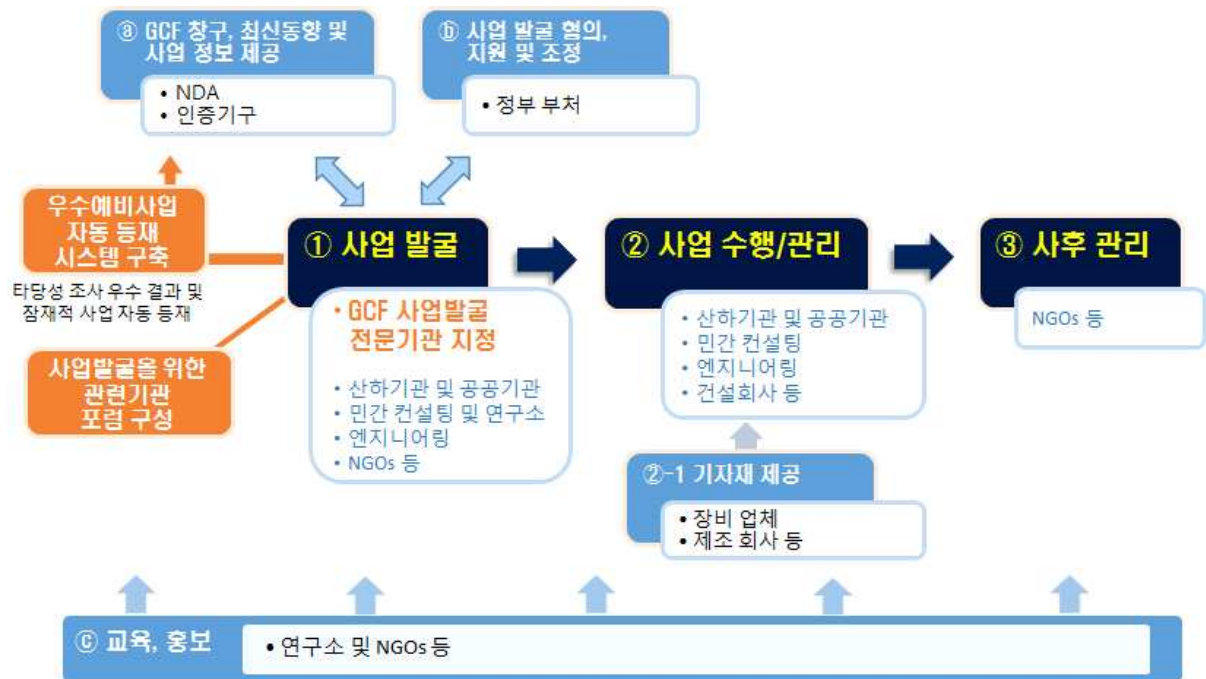 ⓐ GCF 창구, 최신동향 및
사업 정보 제공
• NDA
• 인증기구
ⓑ 사업 발굴 협의,
지원 및 조정
• 정부 부처
우수예비사업
자동 등재
시스템 구축
타당성 조사 우수 결과 및
잠재적 사업 자동 등재
사업발굴을 위한
관련기관
포럼 구성
① 사업 발굴
• GCF 사업발굴
전문기관 지정
• 산하기관 및 공공기관
• 민간 컨설팅 및 연구소
• 엔지니어링
• NGOs 등
② 사업 수행/관리
• 산하기관 및 공공기관
• 민간 컨설팅
• 엔지니어링
• 건설회사 등
②-1 기자재 제공
• 장비 업체
• 제조 회사 등
③ 사후 관리
NGOs 등
ⓒ 교육, 홍보
• 연구소 및 NGOs 등